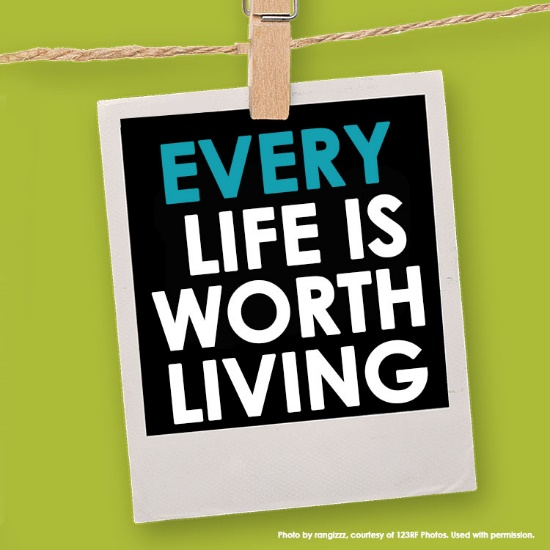 EVERY
LIFE IS
WORTH
LIVING
Photo by rangizzz, courtesy of 123RF Photos. Used with permission.